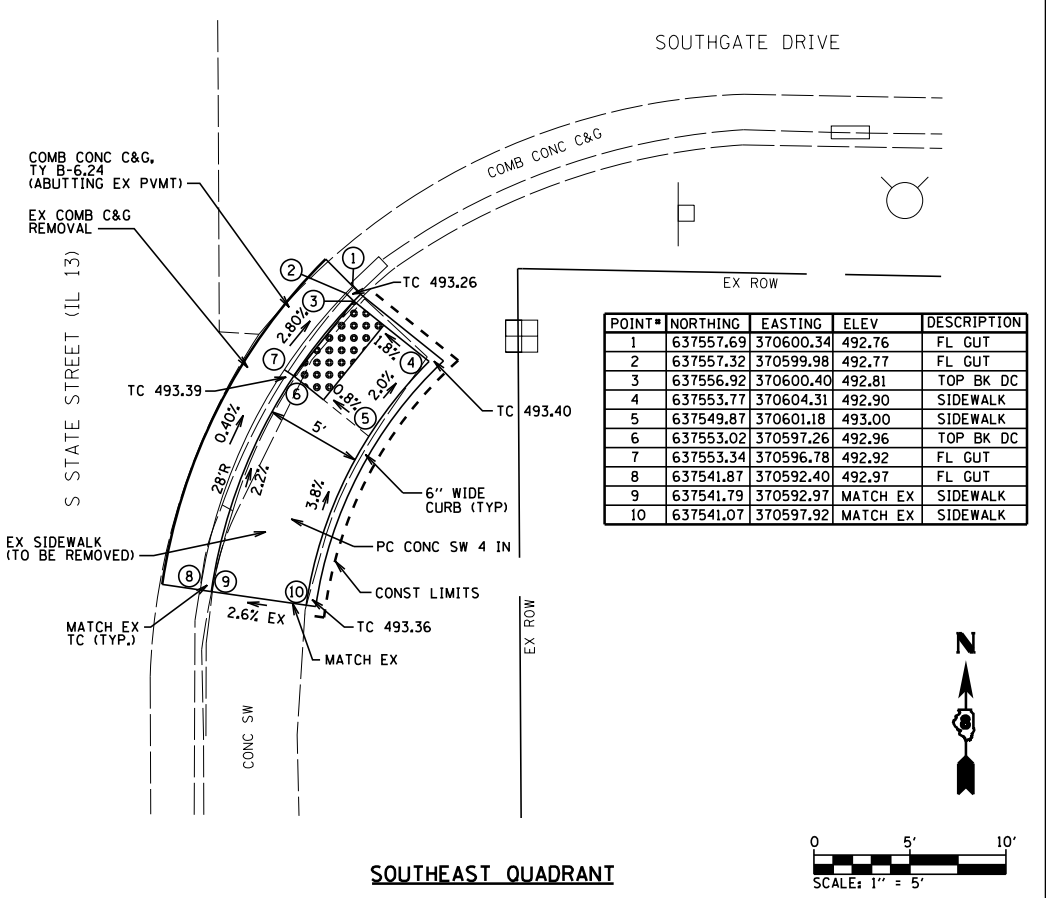 SOUTHGATE DRIVE
COMB CONC C&G
COMB CONC C&G,
TY B-6.24
(ABUTTING EX PVMT)
EX COMB C&G
REMOVAL
S STATE STREET (IL 13)
2
1
TC 493.26
3
EX ROW
2.80%
7
1.8%
4
TC 493.39
6
0.8%
2.0%
5
TC 493.40
0.40%
5'
28'R
2.2%
3.8%
6" WIDE
CURB (TYP)
EX SIDEWALK
(TO BE REMOVED)
PC CONC SW 4 IN
8
9
10
CONST LIMITS
2.6% EX
TC 493.36
MATCH EX
TC (TYP.)
MATCH EX
EX ROW
CONC SW
POINT# NORTHING EASTING ELEV DESCRIPTION
1 637557.69 370600.34 492.76 FL GUT
2 637557.32 370599.98 492.77 FL GUT
3 637556.92 370600.40 492.81 TOP BK DC
4 637553.77 370604.31 492.90 SIDEWALK
5 637549.87 370601.18 493.00 SIDEWALK
6 637553.02 370597.26 492.96 TOP BK DC
7 637553.34 370596.78 492.92 FL GUT
8 637541.87 370592.40 492.97 FL GUT
9 637541.79 370592.97 MATCH EX SIDEWALK
10 637541.07 370597.92 MATCH EX SIDEWALK
N
S
0 5' 10'
SCALE: 1" = 5'
SOUTHEAST QUADRANT